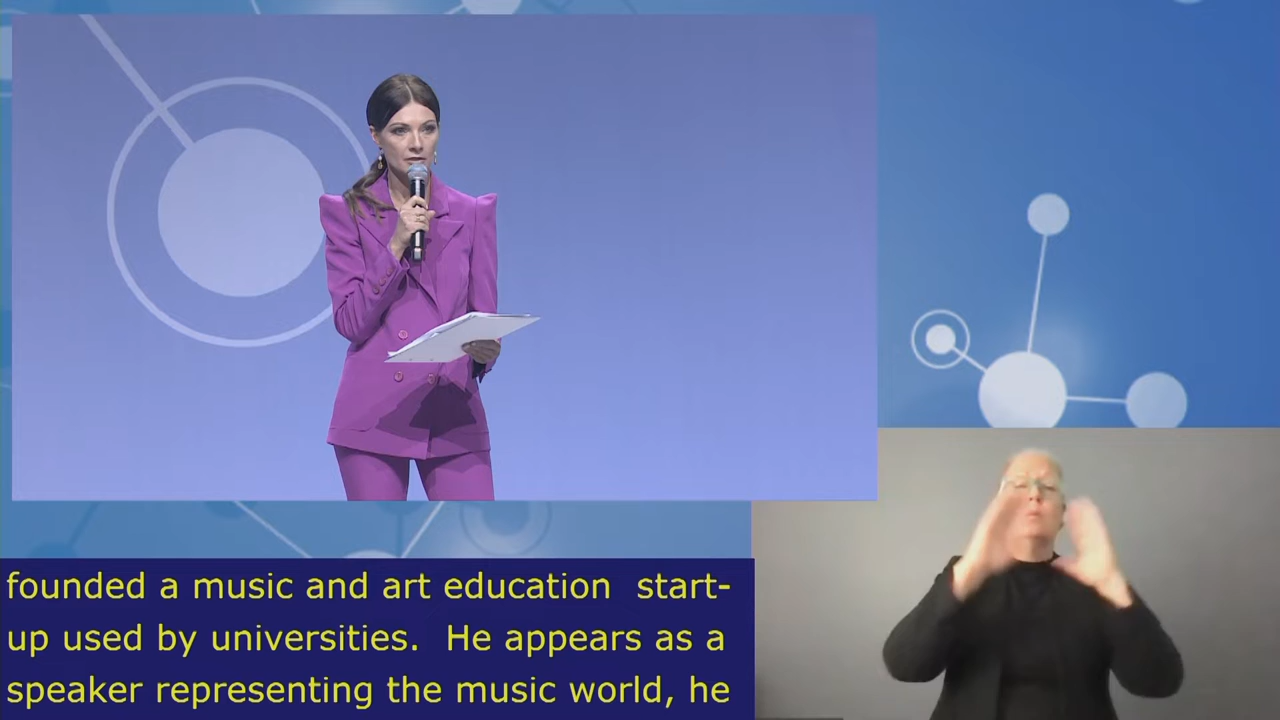 founded a music and art education  start-
up used by universities.  He appears as a
speaker representing the music world, he